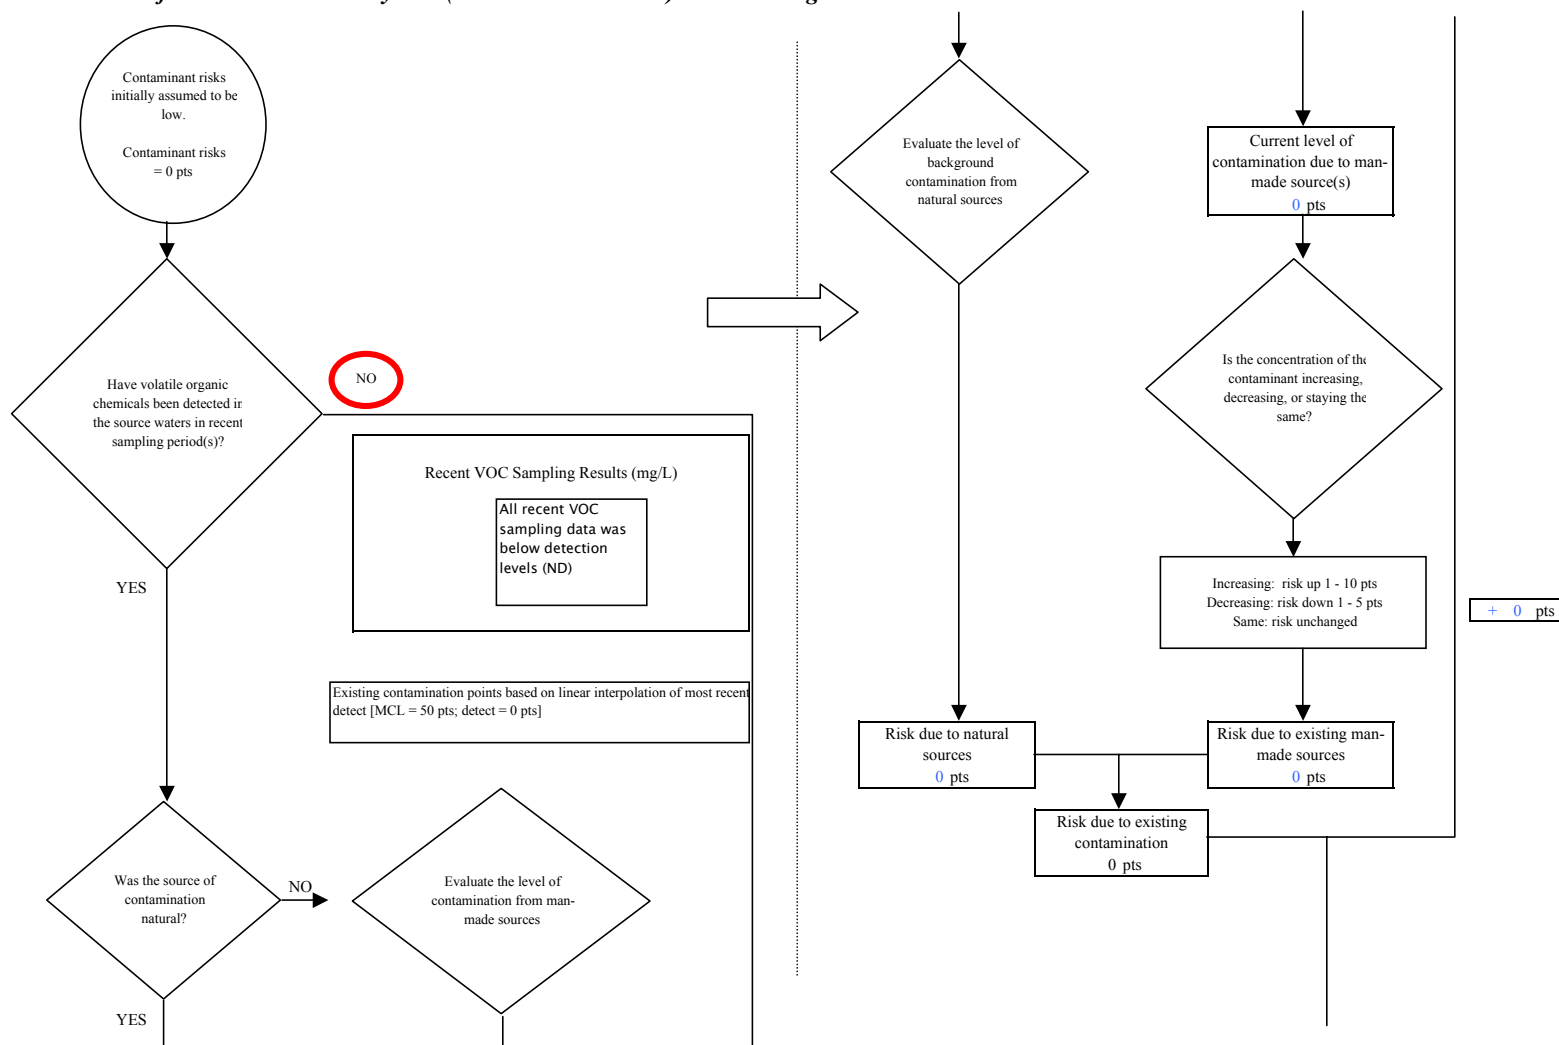 Contaminant risks
initially assumed to be
low.
Contaminant risks
= 0 pts
Have volatile organic
chemicals been detected in
the source waters in recent
sampling period(s)?
NO
Recent VOC Sampling Results (mg/L)
All recent VOC
sampling data was
below detection
levels (ND)
YES
Existing contamination points based on linear interpolation of most recent
detect [MCL = 50 pts; detect = 0 pts]
Was the source of
contamination
natural?
NO
Evaluate the level of
contamination from man-
made sources
YES
Evaluate the level of
background
contamination from
natural sources
Current level of
contamination due to man-
made source(s)
0 pts
Is the concentration of the
contaminant increasing,
decreasing, or staying the
same?
Increasing: risk up 1 - 10 pts
Decreasing: risk down 1 - 5 pts
Same: risk unchanged
+ 0 pts
Risk due to natural
sources
0 pts
Risk due to existing man-
made sources
0 pts
Risk due to existing
contamination
0 pts